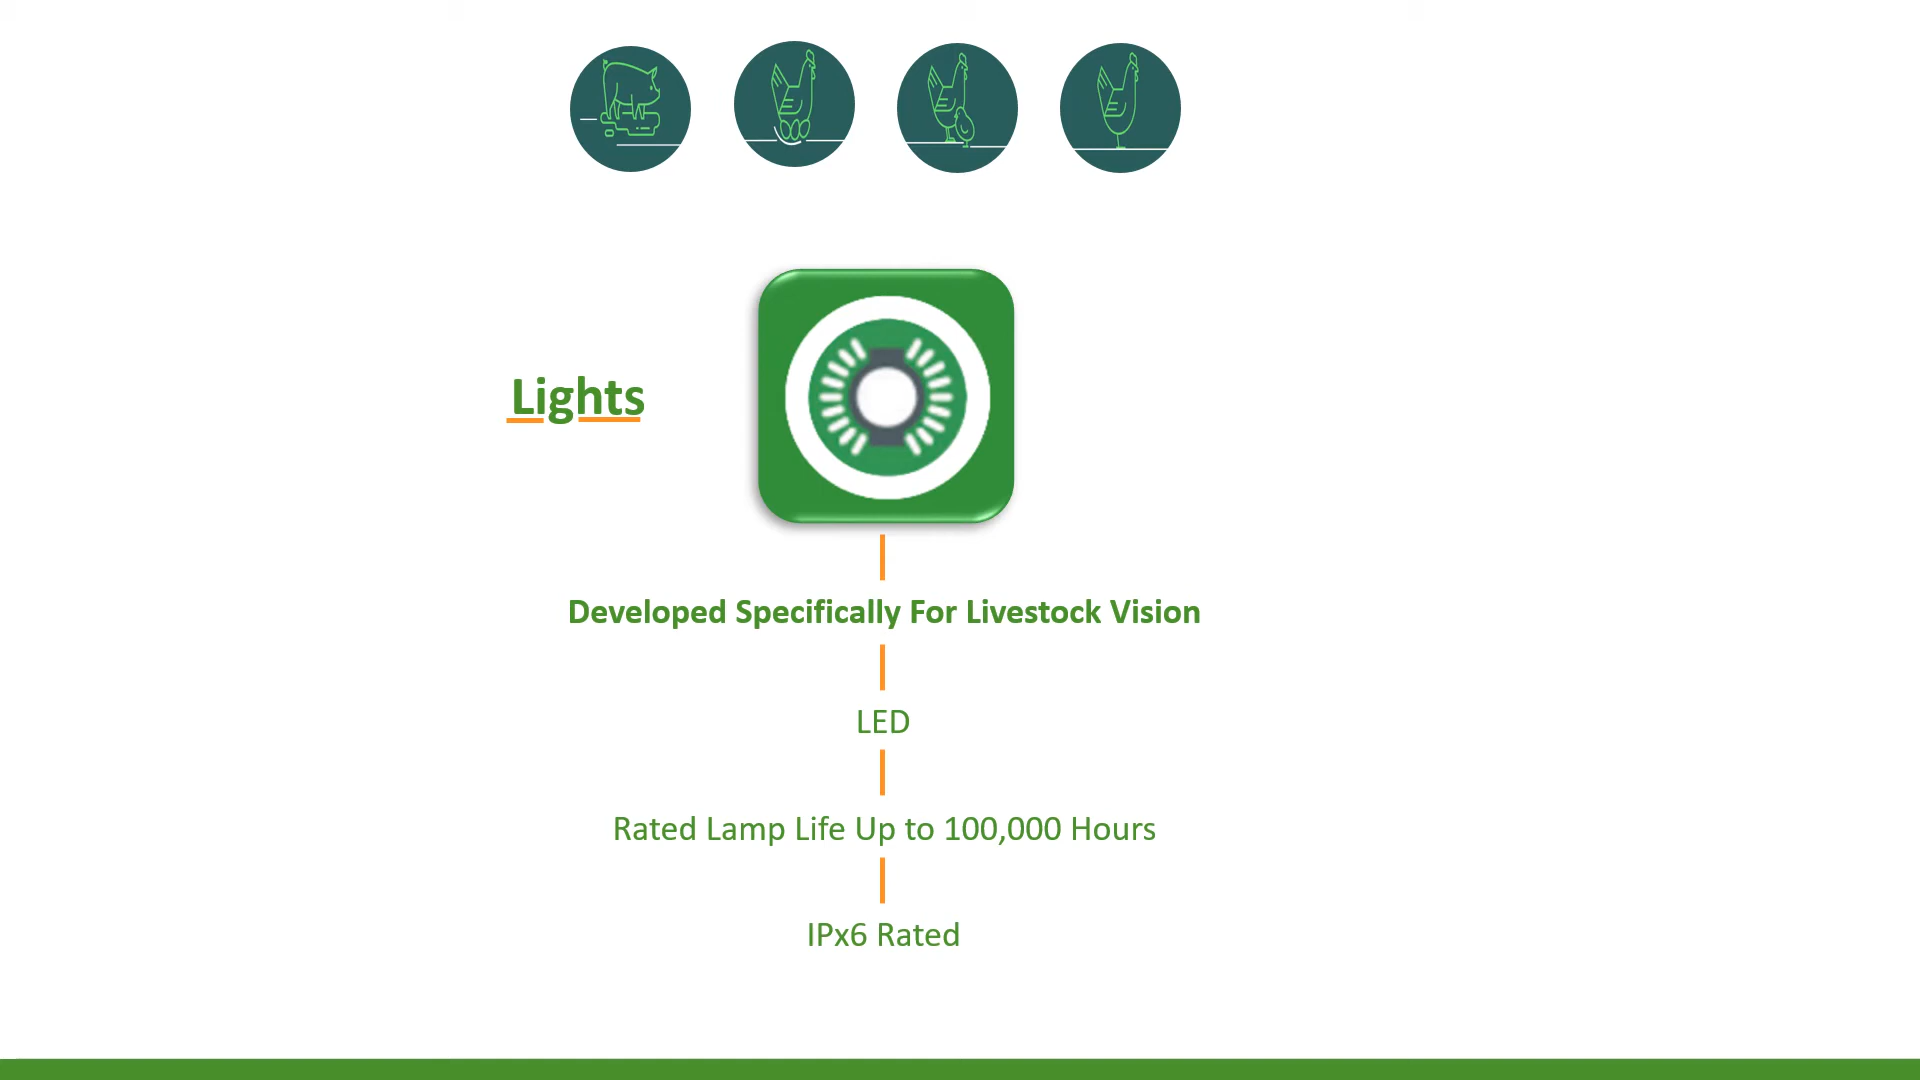 Lights
Developed Specifically For Livestock Vision
LED
Rated Lamp Life Up to 100,000 Hours
IPx6 Rated